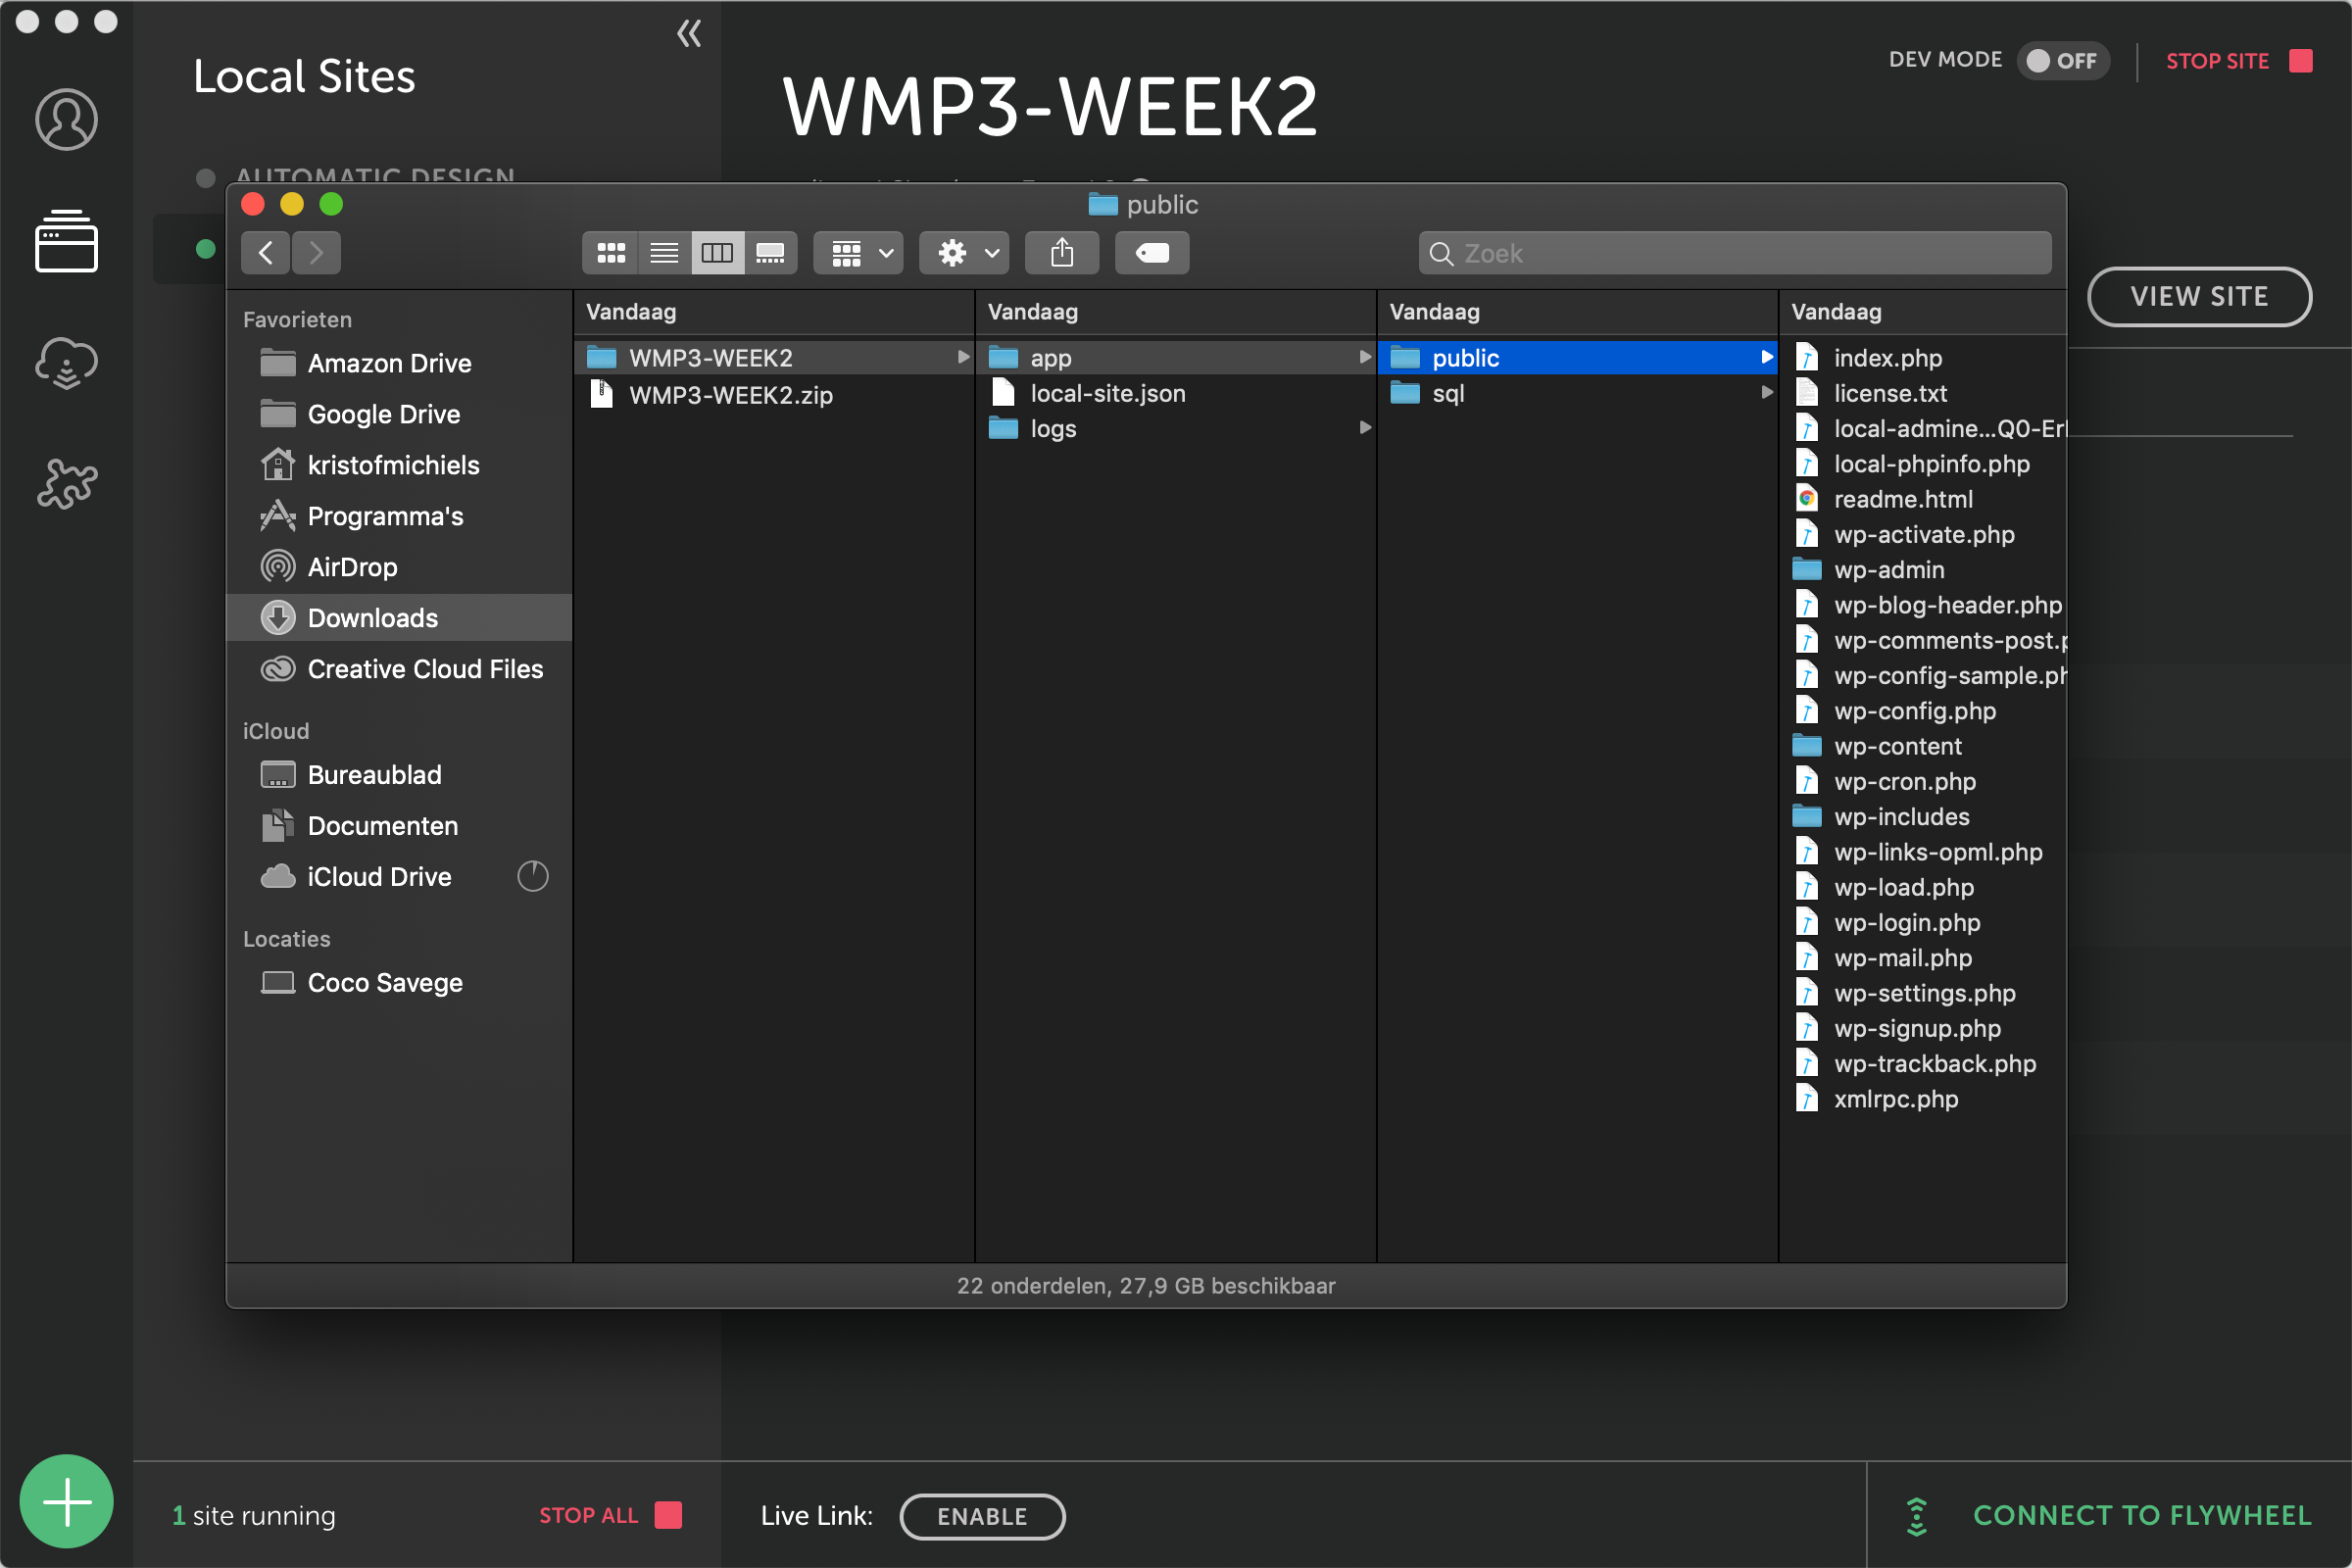 Local Sites
WMP3-WEEK2
DEV MODE
OFF
STOP SITE
AUTOMATIC DESIGN
public
Zoek
VIEW SITE
Favorieten
Amazon Drive
Google Drive
kristofmichiels
Programma's
AirDrop
Downloads
Creative Cloud Files
iCloud
Bureaublad
Documenten
iCloud Drive
Locaties
Coco Savege
Vandaag
WMP3-WEEK2
WMP3-WEEK2.zip
Vandaag
app
local-site.json
logs
Vandaag
public
sql
Vandaag
index.php
license.txt
local-admine...Q0-Er
local-phpinfo.php
readme.html
wp-activate.php
wp-admin
wp-blog-header.php
wp-comments-post.p
wp-config-sample.ph
wp-config.php
wp-content
wp-cron.php
wp-includes
wp-links-opml.php
wp-load.php
wp-login.php
wp-mail.php
wp-settings.php
wp-signup.php
wp-trackback.php
xmlrpc.php
22 onderdelen, 27,9 GB beschikbaar
1 site running
STOP ALL
Live Link:
ENABLE
CONNECT TO FLYWHEEL